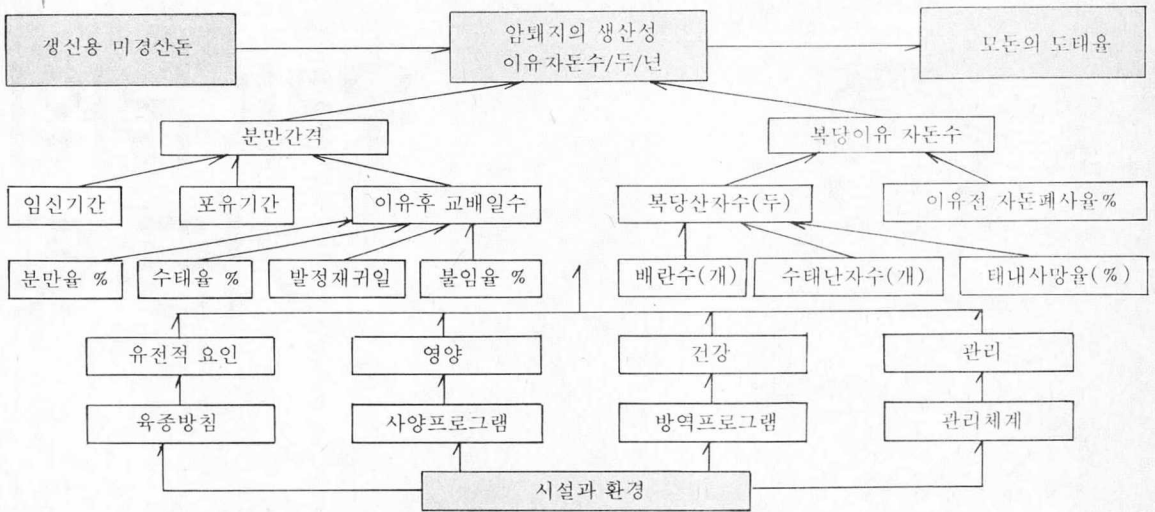 갱신용 미경산돈
암퇘지의 생산성
이유자돈수/두/년
모돈의 도태율
분만간격
복당이유 자돈수
임신기간
포유기간
이유후 교배일수
복당산자수(두)
이유전 자돈폐사율%
분만율 %
수태율 %
발정재귀일
불임율 %
배란수(개)
수태난자수(개)
태내사망율(%)
유전적 요인
영양
건강
관리
육종방침
사양프로그램
방역프로그램
관리체계
시설과 환경